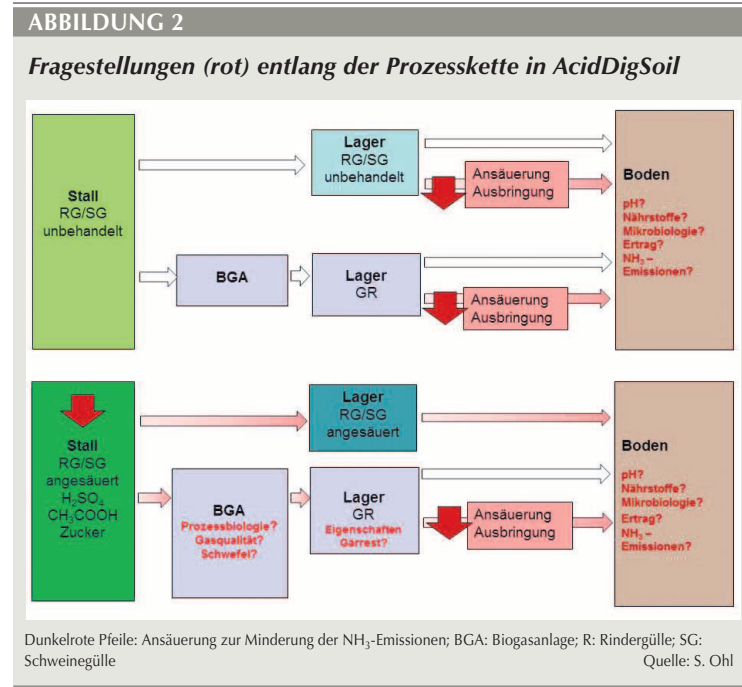 ABBILDUNG 2
Fragestellungen (rot) entlang der Prozesskette in AcidDigSoil
Stall
RG/SG
unbehandelt
Lager
RG/SG
unbehandelt
Ansäuerung
Ausbringung
BGA
Lager
GR
Ansäuerung
Ausbringung
Boden
pH?
Nährstoffe?
Mikrobiologie?
Ertrag?
NH₃ –
Emissionen?
Stall
RG/SG
angesäuert
H₂SO₄
CH₃COOH
Zucker
Lager
RG/SG
angesäuert
BGA
Prozessbiologie?
Gasqualität?
Schwefel?
Lager
GR
Eigenschaften
Gärrest?
Ansäuerung
Ausbringung
Boden
pH?
Nährstoffe?
Mikrobiologie?
Ertrag?
NH₃ –
Emissionen?
Dunkelrote Pfeile: Ansäuerung zur Minderung der NH₃-Emissionen; BGA: Biogasanlage; R: Rindergülle; SG:
Schweinegülle
Quelle: S. Ohl